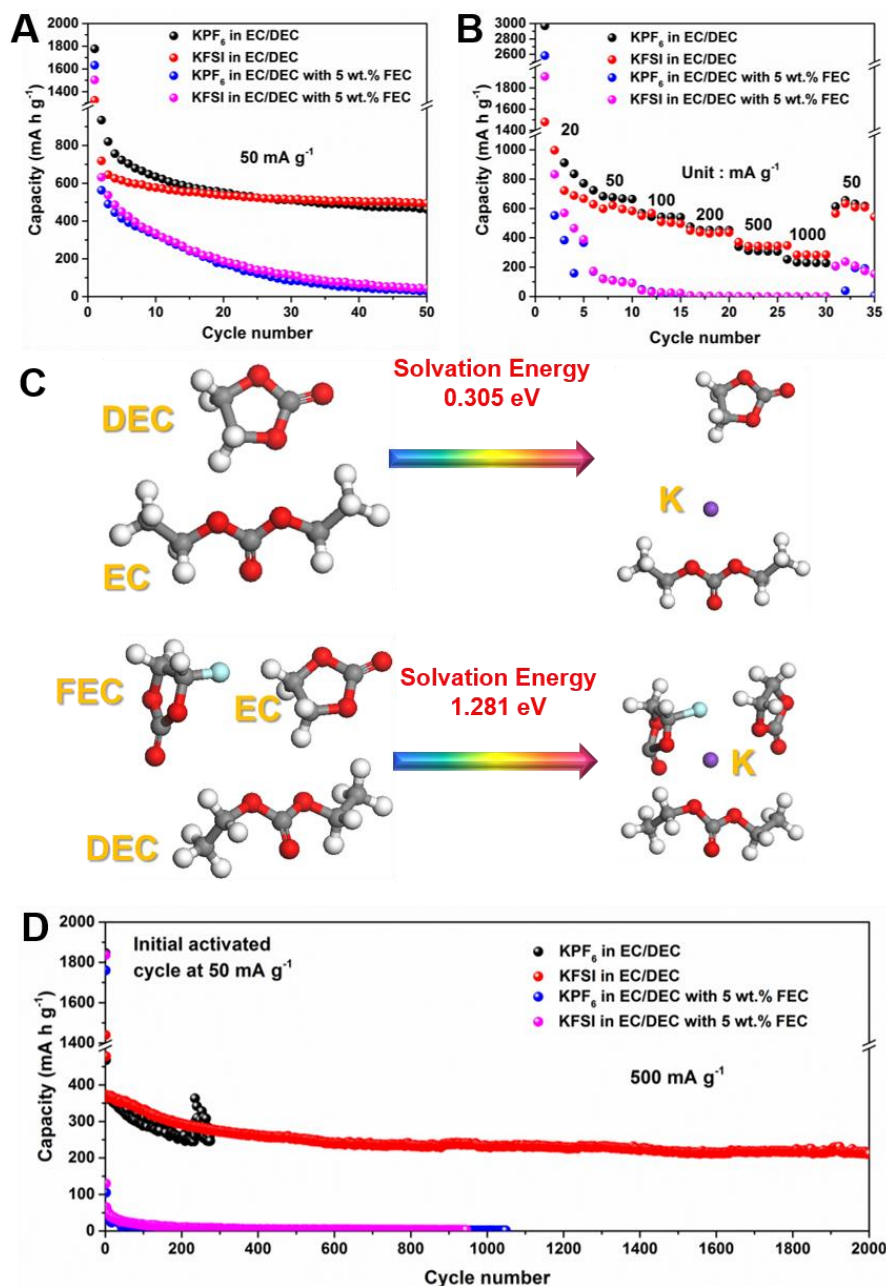 A
KPF6 in EC/DEC
KFSI in EC/DEC
KPF6 in EC/DEC with 5 wt.% FEC
KFSI in EC/DEC with 5 wt.% FEC
50 mA g-1
Capacity (mA h g-1)
2000
1800
1600
1400
800
600
400
200
0
0
10
20
30
40
50
Cycle number
B
KPF6 in EC/DEC
KFSI in EC/DEC
KPF6 in EC/DEC with 5 wt.% FEC
KFSI in EC/DEC with 5 wt.% FEC
20
50
100
200
500
1000
50
Unit : mA g-1
Capacity (mA h g-1)
3000
2800
2600
2400
2200
2000
1800
1600
1400
1000
800
600
400
200
0
0
5
10
15
20
25
30
35
Cycle number
C
DEC
EC
Solvation Energy
0.305 eV
K
FEC
EC
DEC
Solvation Energy
1.281 eV
K
D
Initial activated
cycle at 50 mA g-1
KPF6 in EC/DEC
KFSI in EC/DEC
KPF6 in EC/DEC with 5 wt.% FEC
KFSI in EC/DEC with 5 wt.% FEC
500 mA g-1
Capacity (mA h g-1)
2000
1800
1600
1400
400
300
200
100
0
0
200
400
600
800
1000
1200
1400
1600
1800
2000
Cycle number